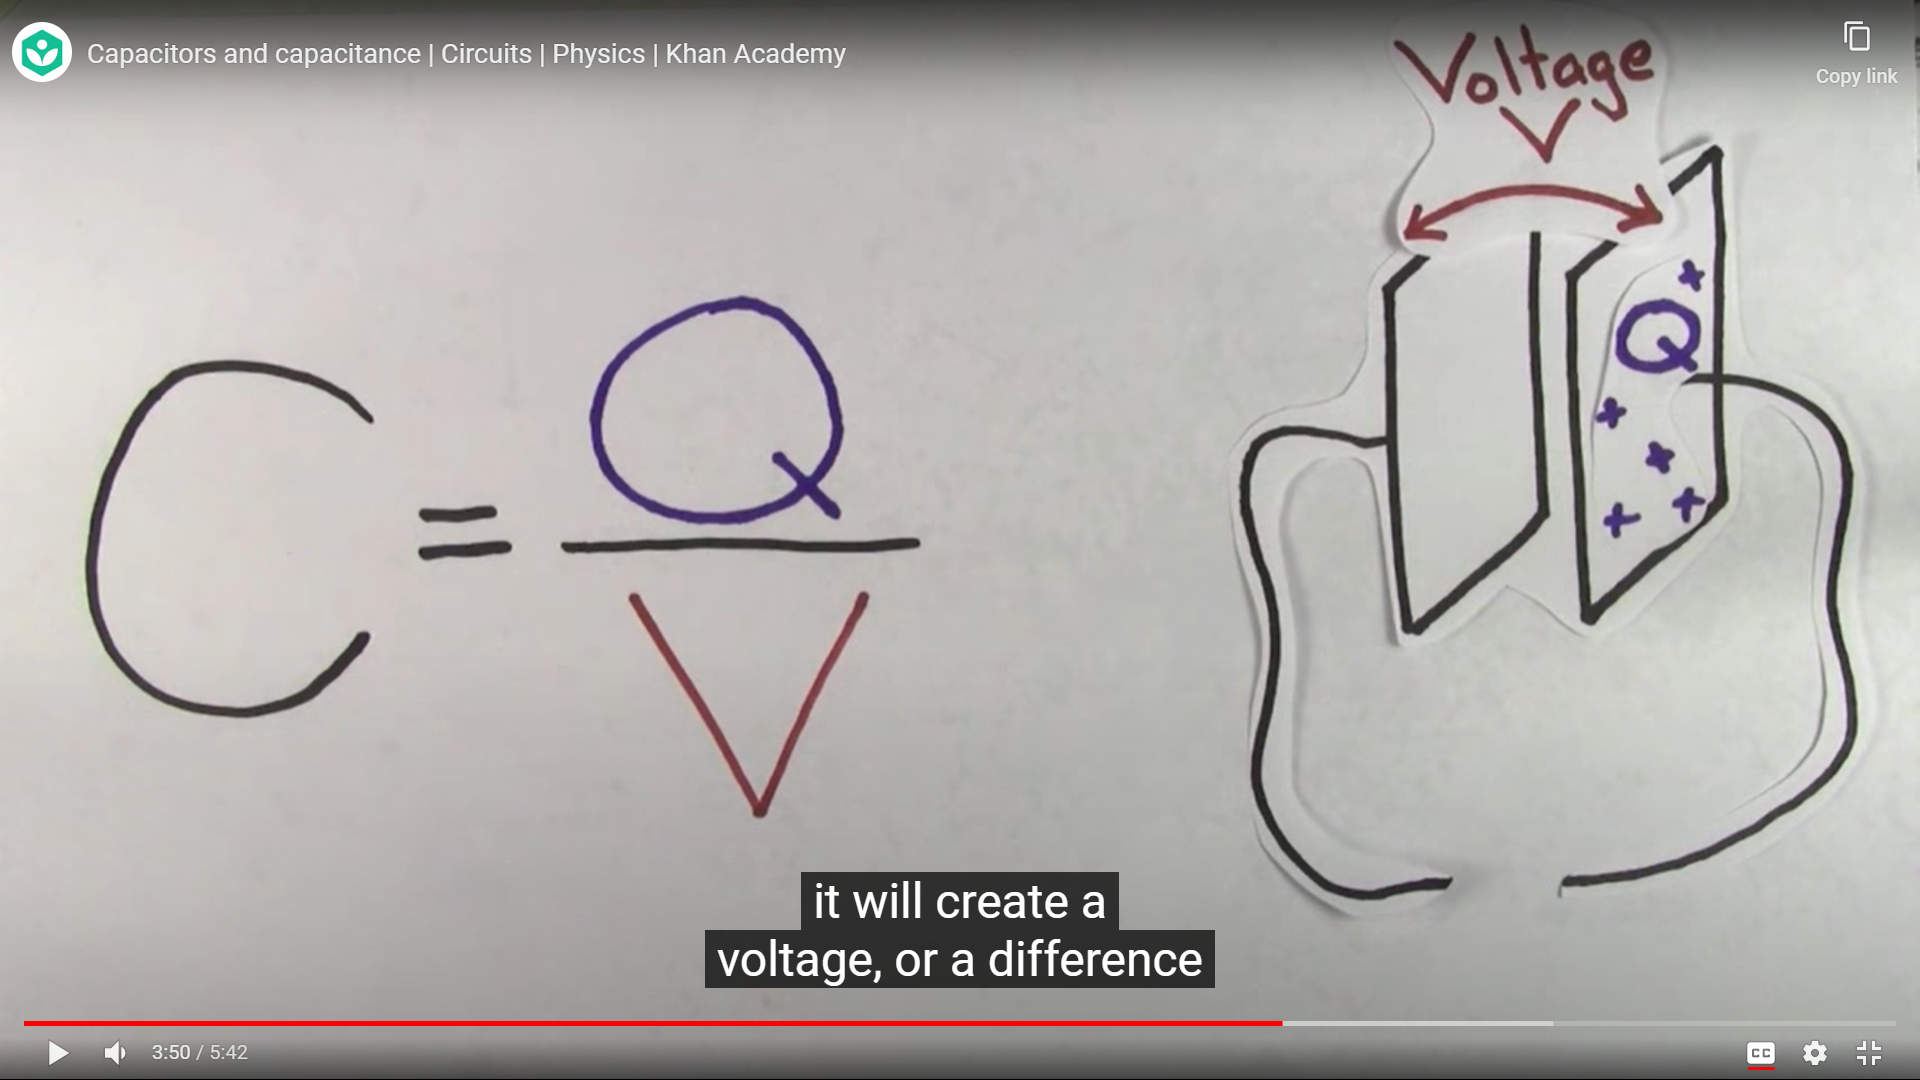 Capacitors and capacitance | Circuits | Physics | Khan Academy
Copy link
Voltage
V
Q
C = Q
V
it will create a
voltage, or a difference
3:50 / 5:42
CC